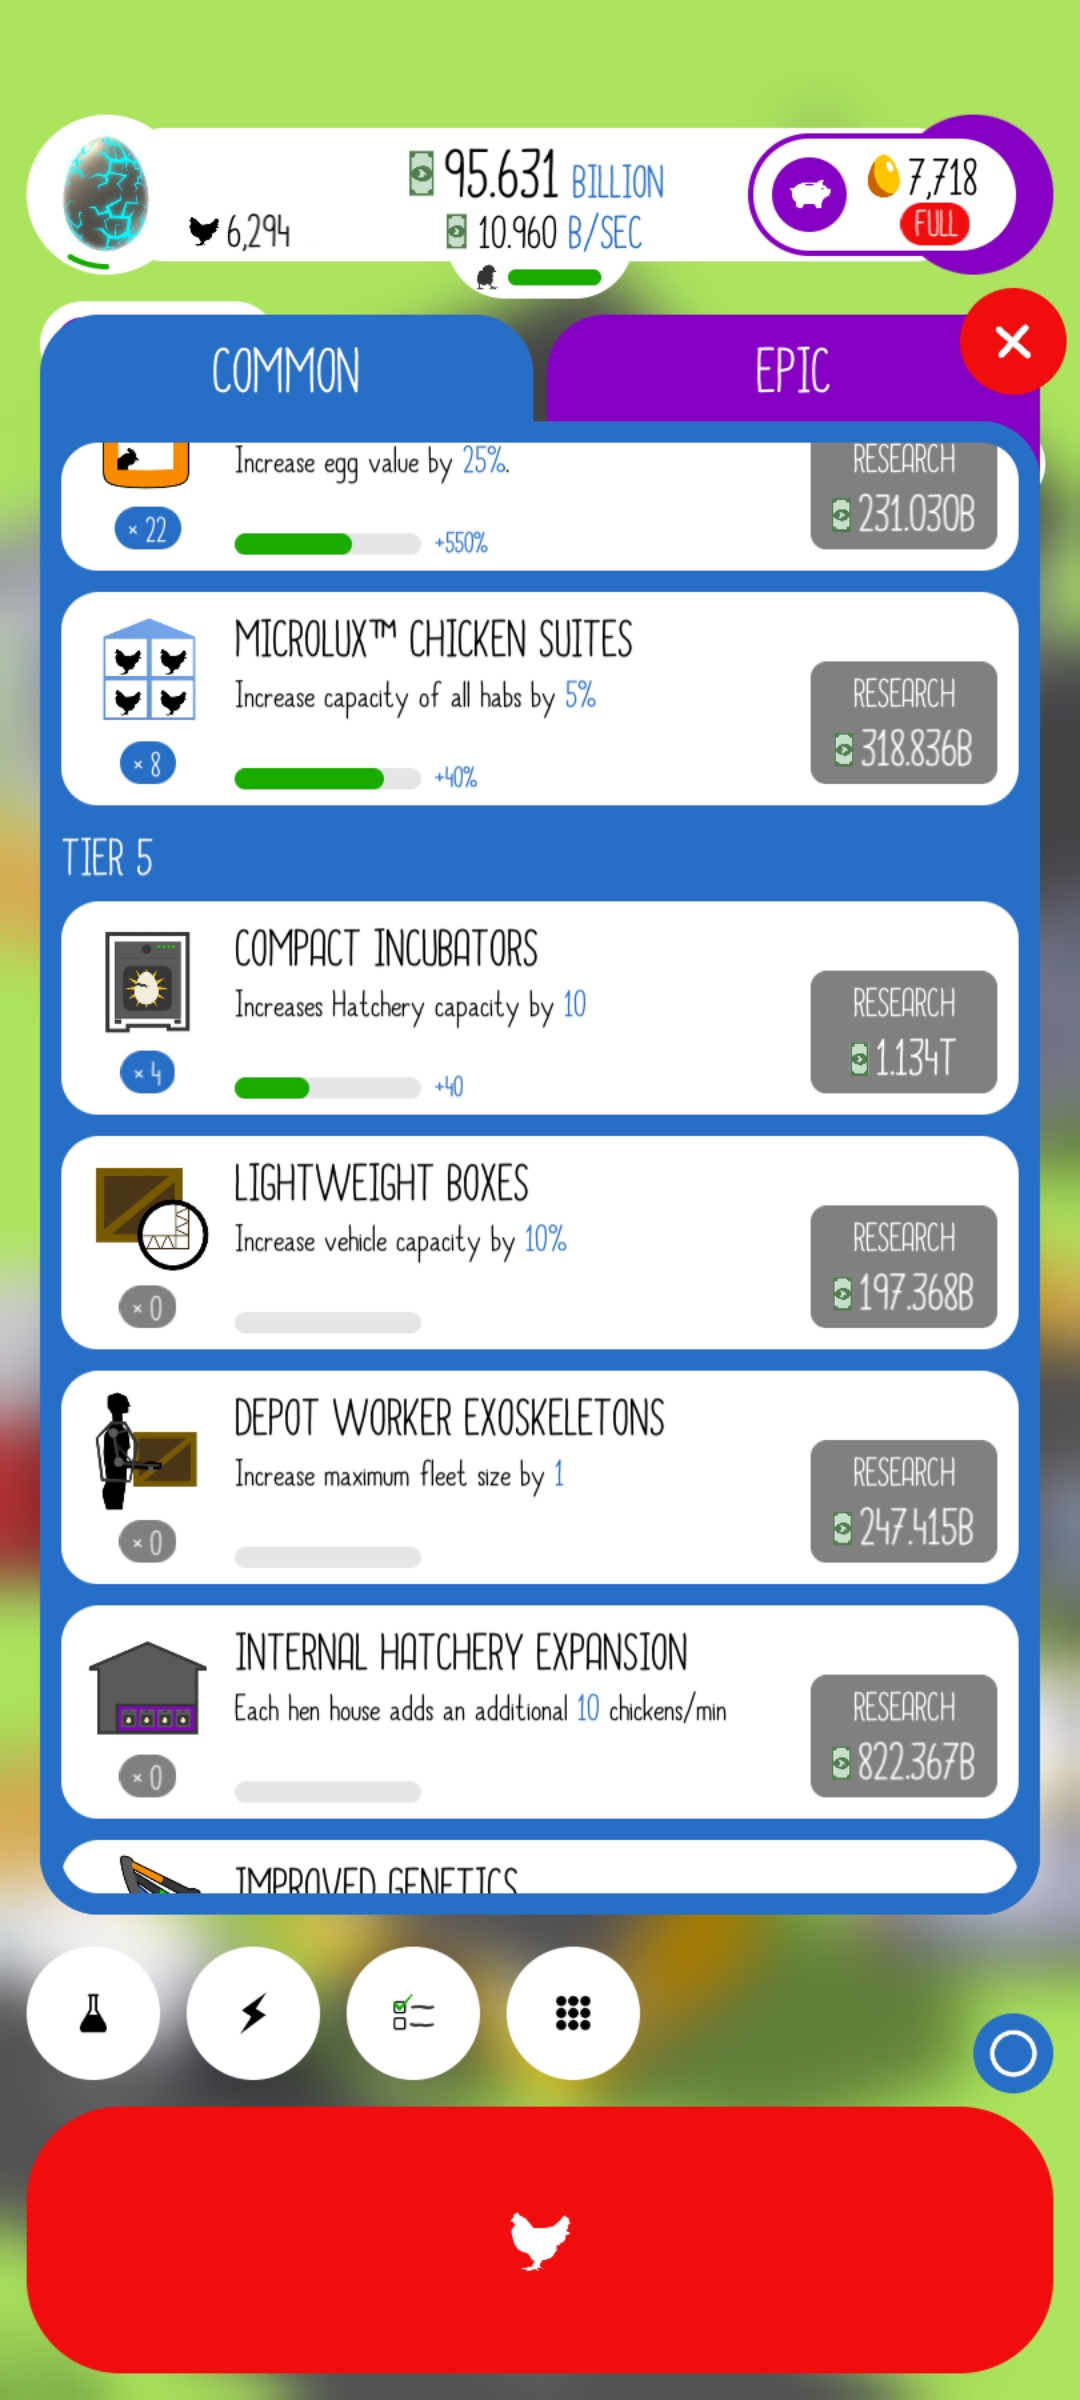 95.631 BILLION
6,294
10.960 B/SEC
7,718
FULL
COMMON
EPIC
Increase egg value by 25%.
× 22
+550%
RESEARCH
231.030B
MICROLUX™ CHICKEN SUITES
Increase capacity of all habs by 5%
× 8
+40%
RESEARCH
318.836B
TIER 5
COMPACT INCUBATORS
Increases Hatchery capacity by 10
× 4
+40
RESEARCH
1.134T
LIGHTWEIGHT BOXES
Increase vehicle capacity by 10%
× 0
RESEARCH
197.368B
DEPOT WORKER EXOSKELETONS
Increase maximum fleet size by 1
× 0
RESEARCH
247.415B
INTERNAL HATCHERY EXPANSION
Each hen house adds an additional 10 chickens/min
× 0
RESEARCH
822.367B
IMPROVED GENETICS